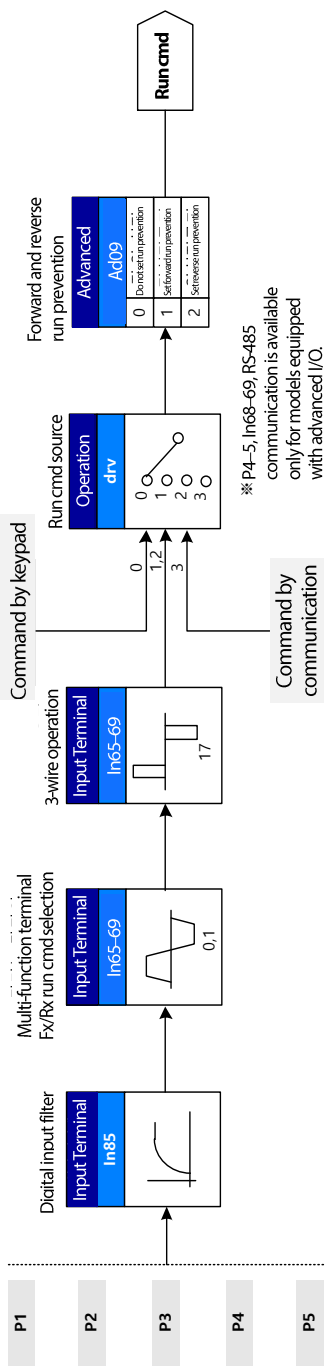 P1
P2
P3
P4
P5
Digital input filter
Input Terminal
In85
Multi-function terminal
Fx/Rx run cmd selection
Input Terminal
In65–69
0,1
3-wire operation
Input Terminal
In65–69
17
Command by keypad
0
1,2
3
Command by
communication
Run cmd source
Operation
drv
0
1
2
3
Forward and reverse
run prevention
Advanced
Ad09
0 Do not set run prevention
1 Set forward run prevention
2 Set reverse run prevention
Run cmd
※ P4–5, In68–69, RS-485
communication is available
only for models equipped
with advanced I/O.